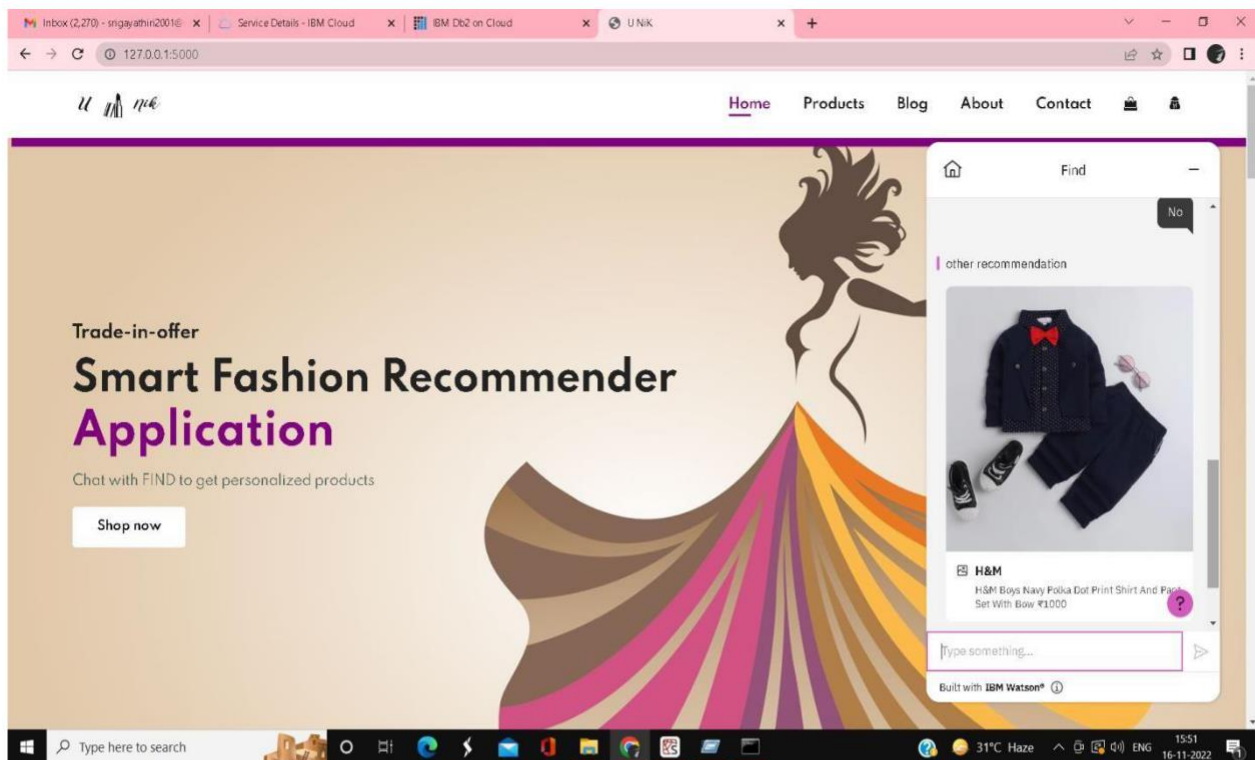 Inbox (2,270) - srigayathiri2001@
Service Details - IBM Cloud
IBM Db2 on Cloud
U NiK
127.0.0.1:5000
U nik
Home
Products
Blog
About
Contact
Trade-in-offer
Smart Fashion Recommender
Application
Chat with FIND to get personalized products
Shop now
Find
No
other recommendation
H&M
H&M Boys Navy Polka Dot Print Shirt And Pant
Set With Bow ₹1000
?
Type something...
Built with IBM Watson®
Type here to search
31°C Haze
ENG
15:51
16-11-2022